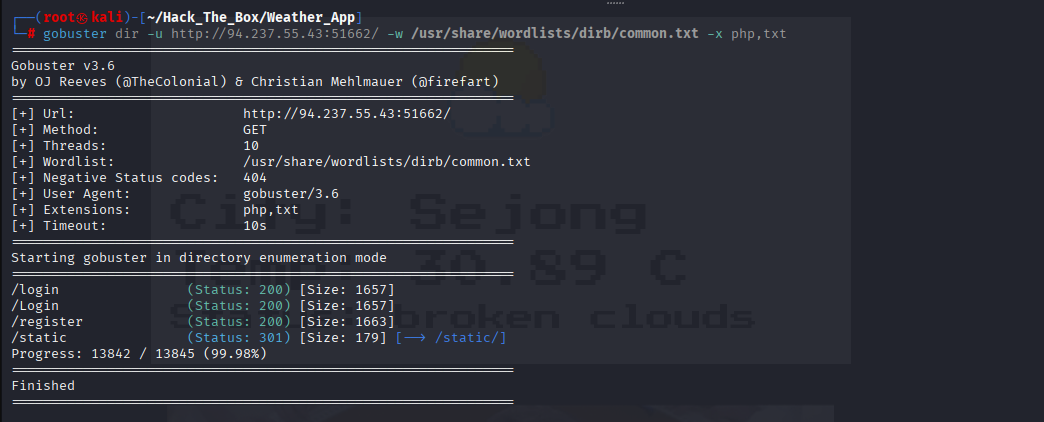 ┌──(root㉿kali)-[~/Hack_The_Box/Weather_App]
└─# gobuster dir -u http://94.237.55.43:51662/ -w /usr/share/wordlists/dirb/common.txt -x php,txt
===============================================================
Gobuster v3.6
by OJ Reeves (@TheColonial) & Christian Mehlmauer (@firefart)
===============================================================
[+] Url:                     http://94.237.55.43:51662/
[+] Method:                  GET
[+] Threads:                 10
[+] Wordlist:                /usr/share/wordlists/dirb/common.txt
[+] Negative Status codes:   404
[+] User Agent:              gobuster/3.6
[+] Extensions:              php,txt
[+] Timeout:                 10s
===============================================================
Starting gobuster in directory enumeration mode
===============================================================
/login                (Status: 200) [Size: 1657]
/Login                (Status: 200) [Size: 1657]
/register             (Status: 200) [Size: 1663]
/static               (Status: 301) [Size: 179] [--> /static/]
Progress: 13842 / 13845 (99.98%)
===============================================================
Finished
===============================================================
City: Sejong
Temp: 30.89 C
broken clouds